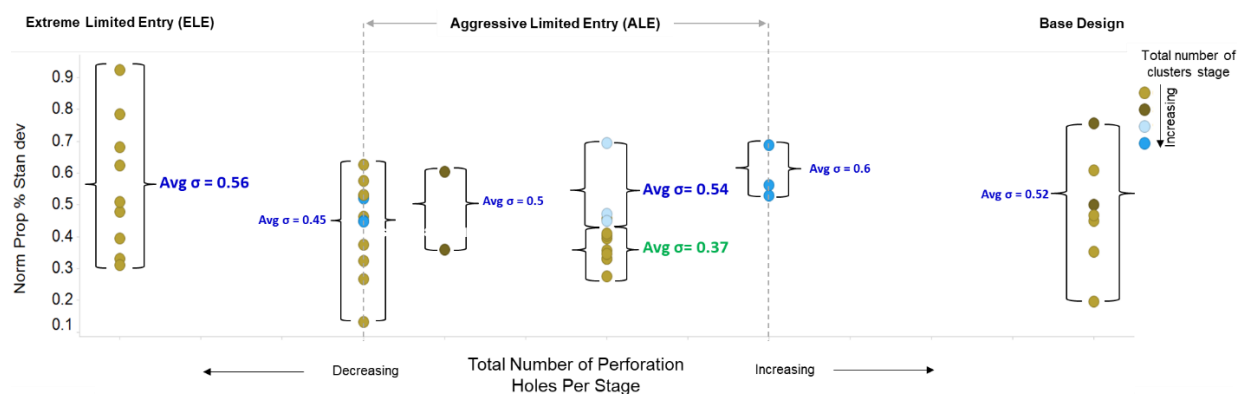 Extreme Limited Entry (ELE)
Aggressive Limited Entry (ALE)
Base Design
Total number of
clusters stage
Increasing
Norm Prop % Stan dev
0.9
0.8
0.7
0.6
0.5
0.4
0.3
0.2
0.1
Avg σ = 0.56
Avg σ = 0.45
Avg σ = 0.5
Avg σ = 0.54
Avg σ= 0.37
Avg σ = 0.6
Avg σ = 0.52
Decreasing
Total Number of Perforation
Holes Per Stage
Increasing